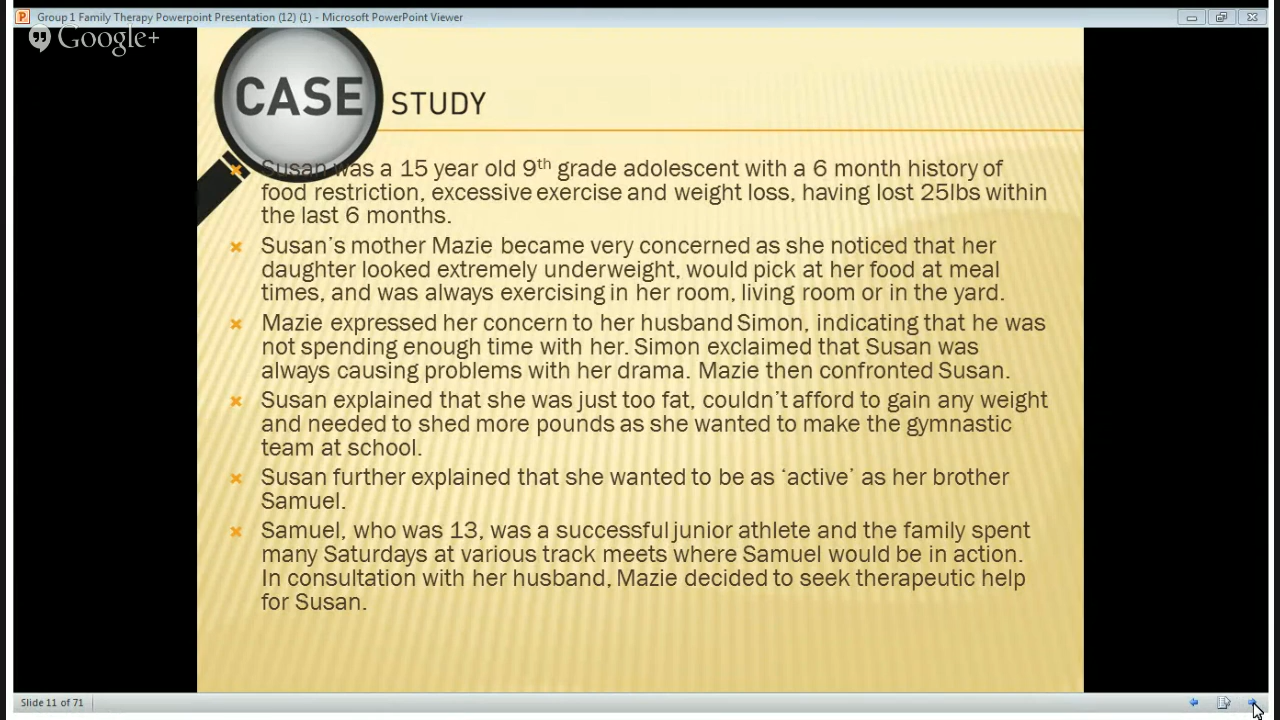 Group 1 Family Therapy Powerpoint Presentation (12) (1) - Microsoft PowerPoint Viewer
Google+
CASE STUDY
Susan was a 15 year old 9th grade adolescent with a 6 month history of
food restriction, excessive exercise and weight loss, having lost 25lbs within
the last 6 months.
Susan's mother Mazie became very concerned as she noticed that her
daughter looked extremely underweight, would pick at her food at meal
times, and was always exercising in her room, living room or in the yard.
Mazie expressed her concern to her husband Simon, indicating that he was
not spending enough time with her. Simon exclaimed that Susan was
always causing problems with her drama. Mazie then confronted Susan.
Susan explained that she was just too fat, couldn't afford to gain any weight
and needed to shed more pounds as she wanted to make the gymnastic
team at school.
Susan further explained that she wanted to be as 'active' as her brother
Samuel.
Samuel, who was 13, was a successful junior athlete and the family spent
many Saturdays at various track meets where Samuel would be in action.
In consultation with her husband, Mazie decided to seek therapeutic help
for Susan.
Slide 11 of 71